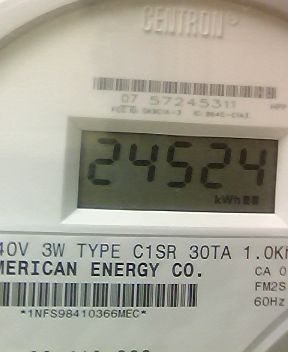 CENTRON
07 57245311
24524
kWh
40V 3W TYPE C1SR 30TA 1.0Kh
MERICAN ENERGY CO.
CA 0
FM2S
60Hz
*1NFS98410366MEC*